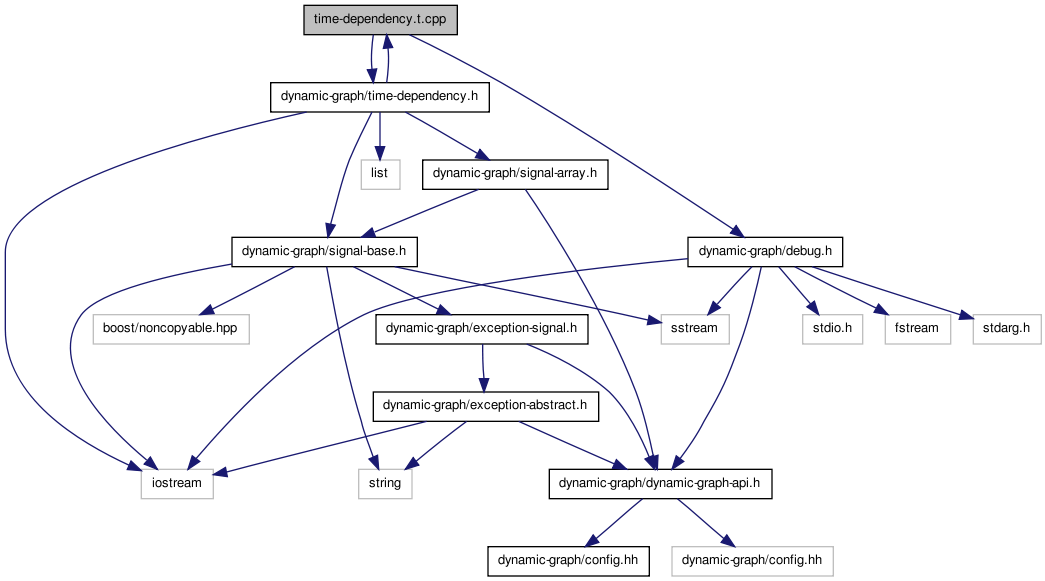 time-dependency.t.cpp
dynamic-graph/time-dependency.h
list
dynamic-graph/signal-array.h
dynamic-graph/signal-base.h
dynamic-graph/debug.h
boost/noncopyable.hpp
dynamic-graph/exception-signal.h
sstream
stdio.h
fstream
stdarg.h
dynamic-graph/exception-abstract.h
iostream
string
dynamic-graph/dynamic-graph-api.h
dynamic-graph/config.hh
dynamic-graph/config.hh